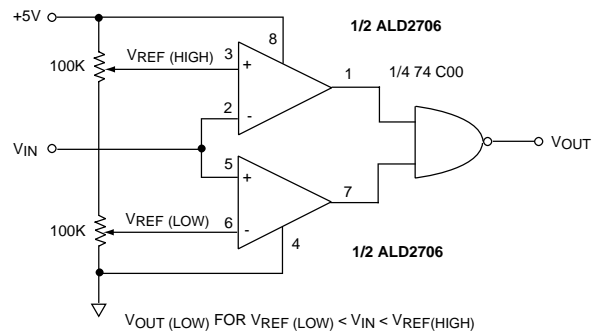 +5V
8
1/2 ALD2706
100K
VREF (HIGH)
3
+
1
1/4 74 C00
2
-
VIN
VOUT
5
+
7
100K
VREF (LOW)
6
-
4
1/2 ALD2706
VOUT (LOW) FOR VREF (LOW) < VIN < VREF(HIGH)